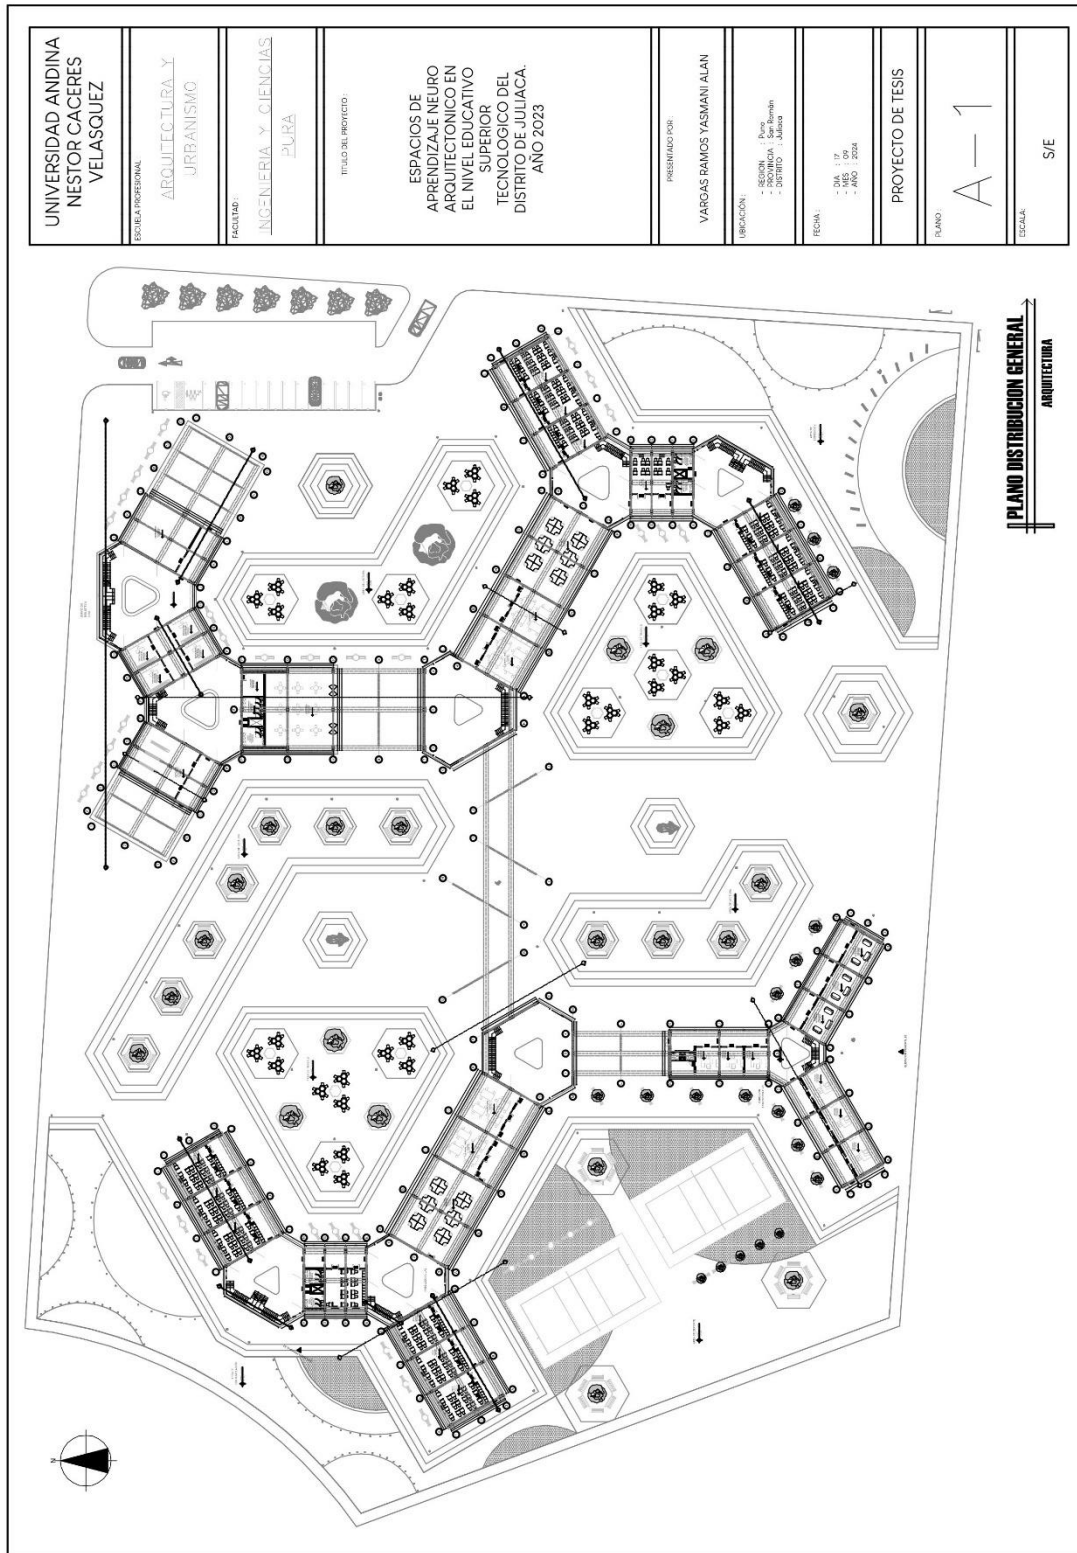 UNIVERSIDAD ANDINA
NESTOR CACERES
VELASQUEZ
ESCUELA PROFESIONAL
ARQUITECTURA Y
URBANISMO
FACULTAD :
INGENIERIA Y CIENCIAS
PURA
TITULO DEL PROYECTO :
ESPACIOS DE
APRENDIZAJE NEURO
ARQUITECTONICO EN
EL NIVEL EDUCATIVO
SUPERIOR
TECNOLOGICO DEL
DISTRITO DE JULIACA.
AÑO 2023
PRESENTADO POR:
VARGAS RAMOS YASMANI ALAN
UBICACIÓN :
- REGION : Puno
- PROVINCIA : San Román
- DISTRITO : Juliaca
FECHA :
- DIA : 17
- MES : 09
- AÑO : 2024
PROYECTO DE TESIS
PLANO :
A—1
ESCALA:
S/E
PLANO DISTRIBUCION GENERAL
ARQUITECTURA
N